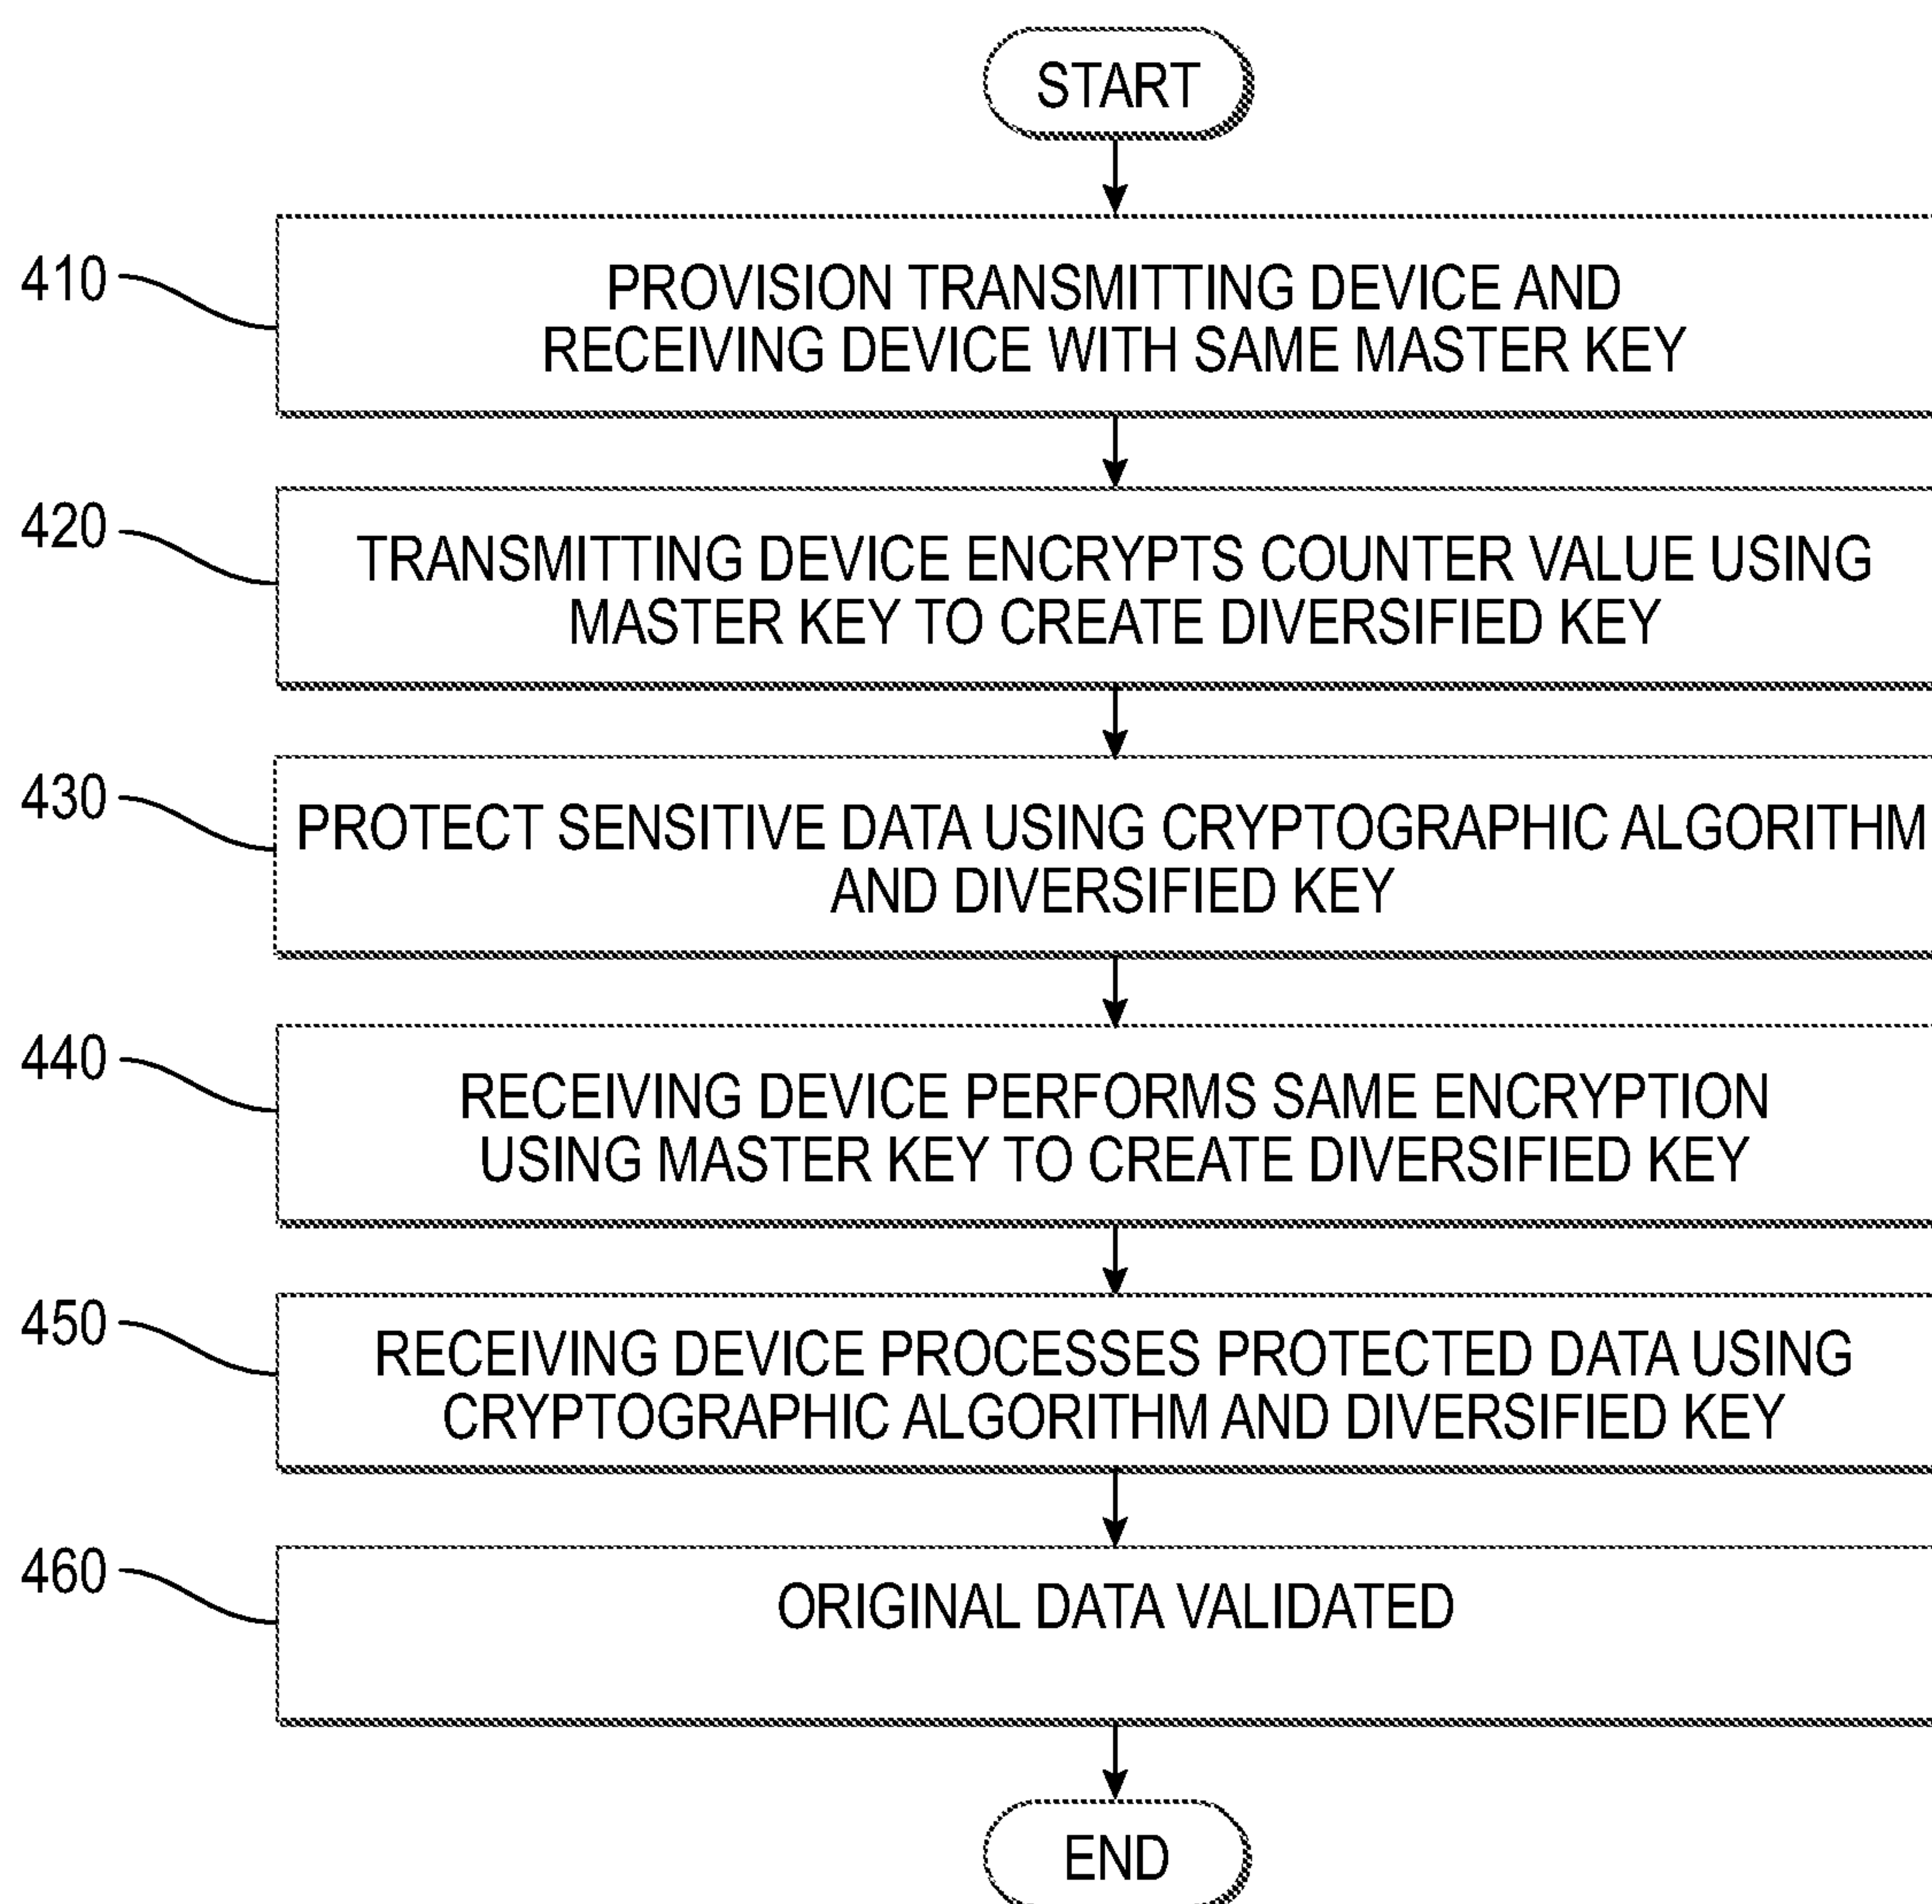 START
410
PROVISION TRANSMITTING DEVICE AND
RECEIVING DEVICE WITH SAME MASTER KEY
420
TRANSMITTING DEVICE ENCRYPTS COUNTER VALUE USING
MASTER KEY TO CREATE DIVERSIFIED KEY
430
PROTECT SENSITIVE DATA USING CRYPTOGRAPHIC ALGORITHM
AND DIVERSIFIED KEY
440
RECEIVING DEVICE PERFORMS SAME ENCRYPTION
USING MASTER KEY TO CREATE DIVERSIFIED KEY
450
RECEIVING DEVICE PROCESSES PROTECTED DATA USING
CRYPTOGRAPHIC ALGORITHM AND DIVERSIFIED KEY
460
ORIGINAL DATA VALIDATED
END